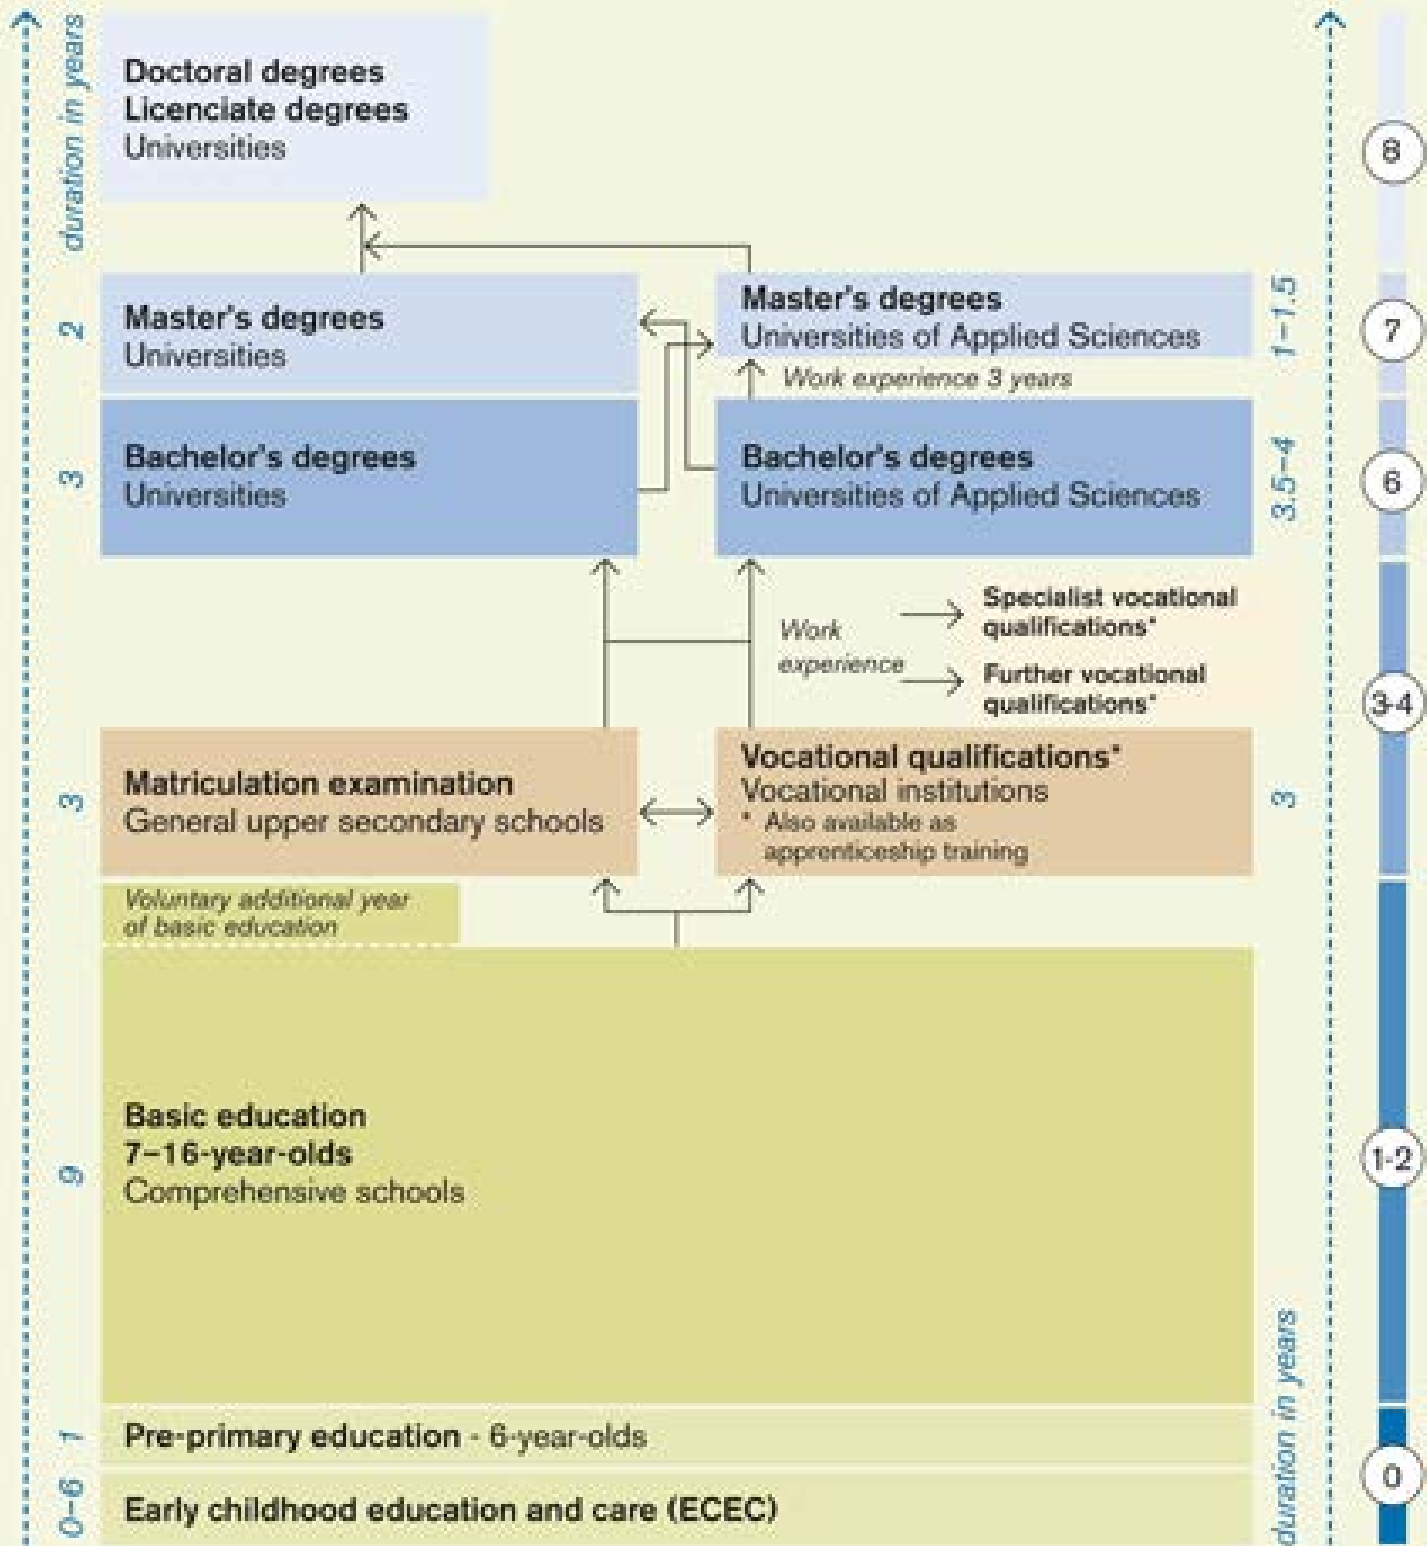 duration in years
Doctoral degrees
Licenciate degrees
Universities
8
2
Master's degrees
Universities
Master's degrees
Universities of Applied Sciences
1–1.5
7
Work experience 3 years
3
Bachelor's degrees
Universities
Bachelor's degrees
Universities of Applied Sciences
3.5–4
6
Work
experience
Specialist vocational
qualifications*
Further vocational
qualifications*
3-4
3
Matriculation examination
General upper secondary schools
Vocational qualifications*
Vocational institutions
* Also available as
apprenticeship training
3
Voluntary additional year
of basic education
9
Basic education
7–16-year-olds
Comprehensive schools
1-2
1
Pre-primary education - 6-year-olds
0–6
Early childhood education and care (ECEC)
duration in years
0